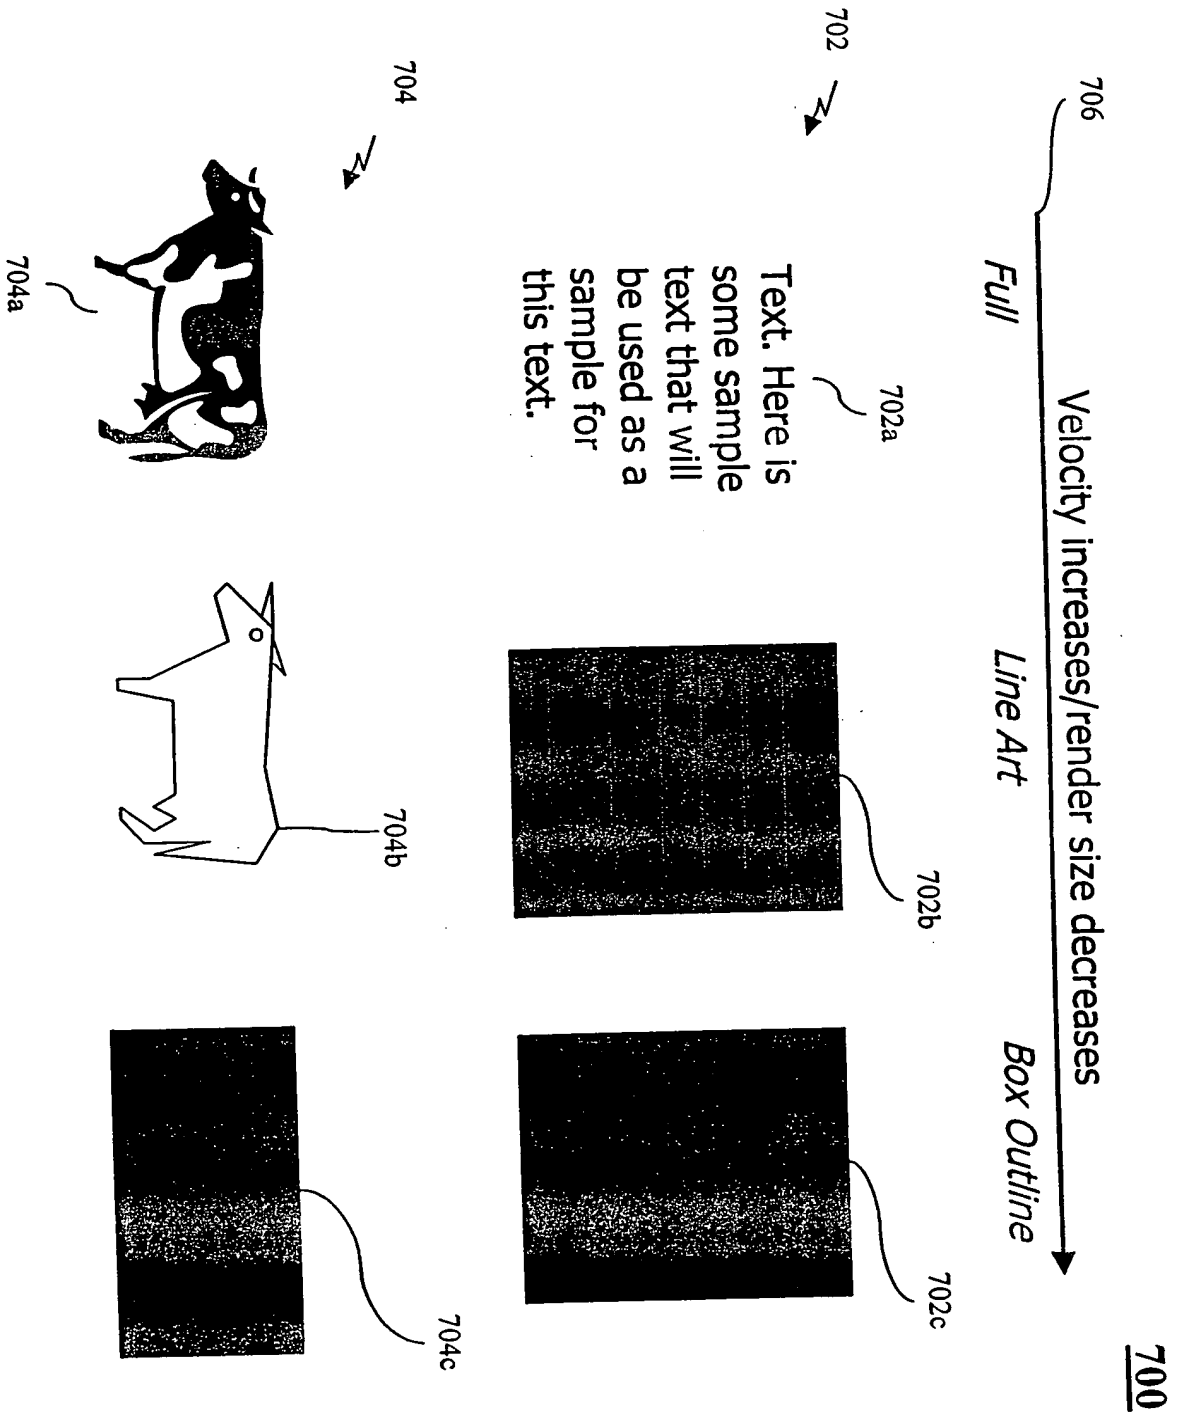 700
706
Velocity increases/render size decreases
Full
Line Art
Box Outline
702
702a
702b
702c
Text. Here is
some sample
text that will
be used as a
sample for
this text.
704
704a
704b
704c